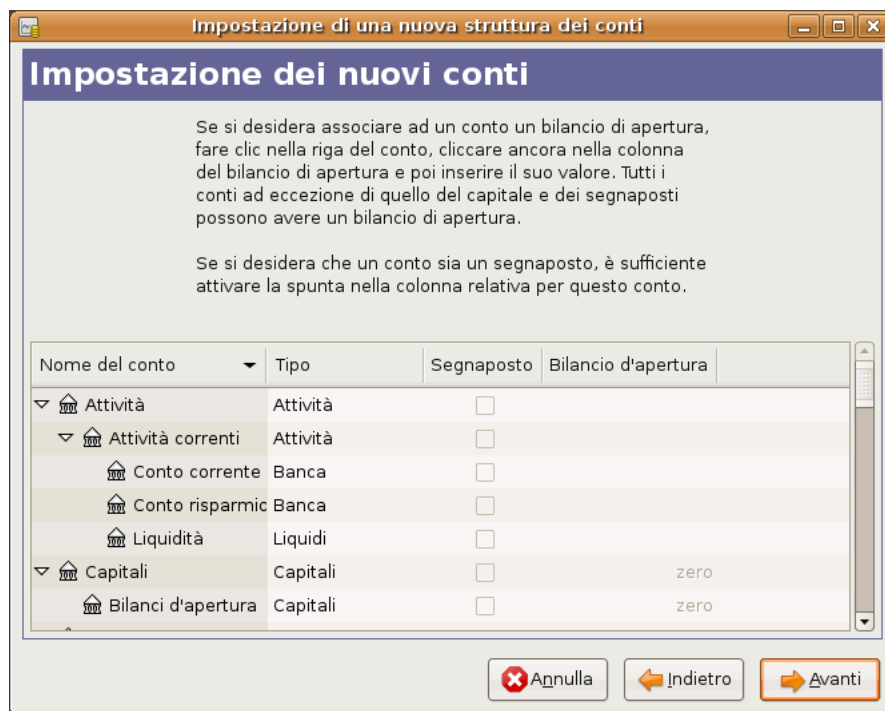 Impostazione di una nuova struttura dei conti
Impostazione dei nuovi conti
Se si desidera associare ad un conto un bilancio di apertura,
fare clic nella riga del conto, cliccare ancora nella colonna
del bilancio di apertura e poi inserire il suo valore. Tutti i
conti ad eccezione di quello del capitale e dei segnaposti
possono avere un bilancio di apertura.
Se si desidera che un conto sia un segnaposto, è sufficiente
attivare la spunta nella colonna relativa per questo conto.
Nome del conto Tipo Segnaposto Bilancio d'apertura
Attività Attività
Attività correnti Attività
Conto corrente Banca
Conto risparmio Banca
Liquidità Liquidi
Capitali Capitali zero
Bilanci d'apertura Capitali zero
Annulla Indietro Avanti